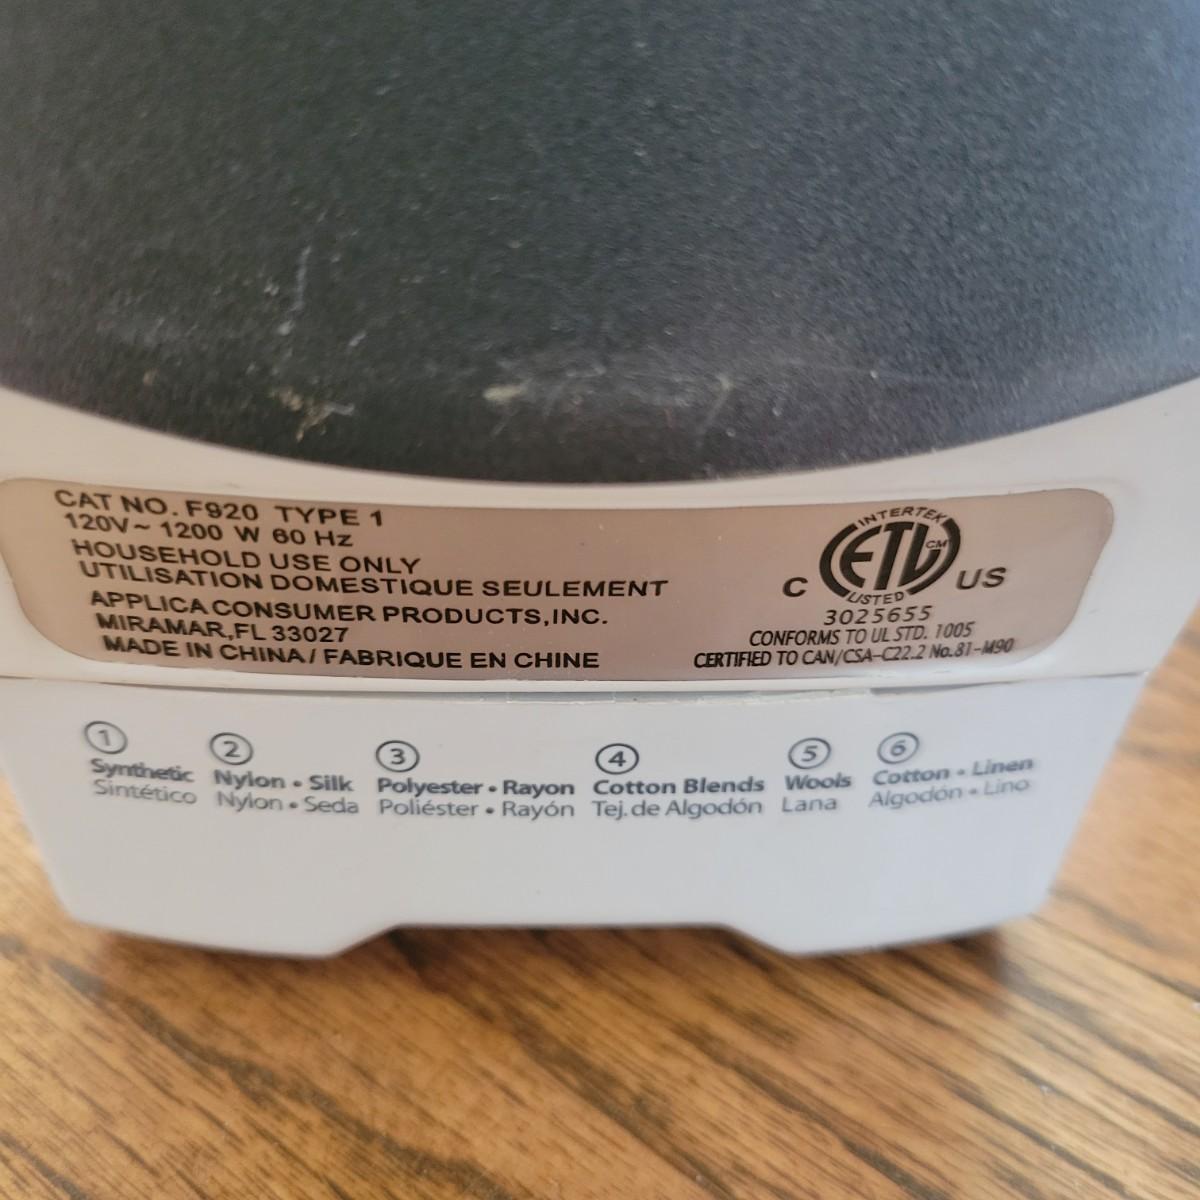 CAT NO. F920 TYPE 1
120V~ 1200 W 60 Hz
HOUSEHOLD USE ONLY
UTILISATION DOMESTIQUE SEULEMENT
APPLICA CONSUMER PRODUCTS, INC.
MIRAMAR, FL 33027
MADE IN CHINA / FABRIQUE EN CHINE
INTERTEK
ETL CM
LISTED
C US
3025655
CONFORMS TO UL STD. 1005
CERTIFIED TO CAN/CSA-C22.2 No.81-M90
1 2 3 4 5 6
Synthetic Nylon • Silk Polyester • Rayon Cotton Blends Wools Cotton • Linen
Sintético Nylon • Seda Poliéster • Rayón Tej. de Algodón Lana Algodón • Lino